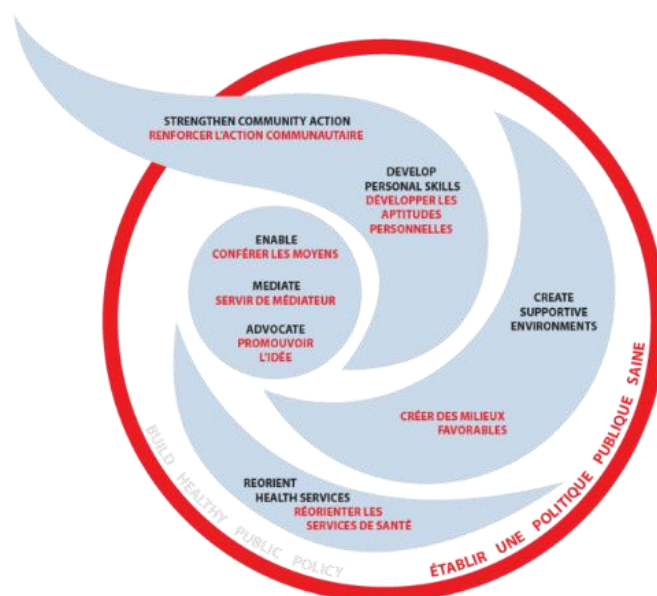 STRENGTHEN COMMUNITY ACTION
RENFORCER L'ACTION COMMUNAUTAIRE
DEVELOP
PERSONAL SKILLS
DÉVELOPPER LES
APTITUDES
PERSONNELLES
ENABLE
CONFÉRER LES MOYENS
MEDIATE
SERVIR DE MÉDIATEUR
ADVOCATE
PROMOUVOIR
L'IDÉE
CREATE
SUPPORTIVE
ENVIRONMENTS
CRÉER DES MILIEUX
FAVORABLES
REORIENT
HEALTH SERVICES
RÉORIENTER LES
SERVICES DE SANTÉ
BUILD HEALTHY PUBLIC POLICY
ÉTABLIR UNE POLITIQUE PUBLIQUE SAINE